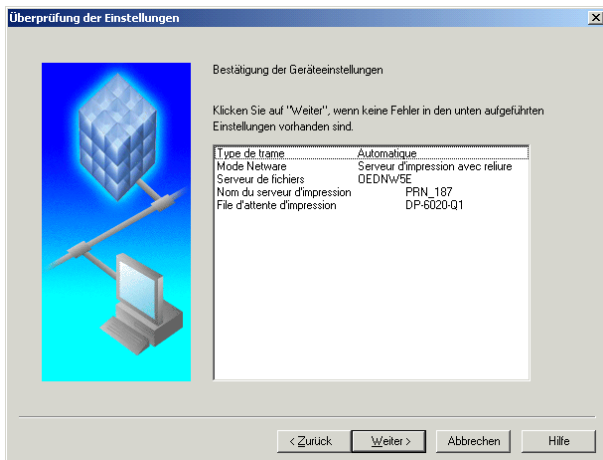 Überprüfung der Einstellungen
Bestätigung der Geräteeinstellungen
Klicken Sie auf "Weiter", wenn keine Fehler in den unten aufgeführten
Einstellungen vorhanden sind.
Type de trame Automatique
Mode Netware Serveur d'impression avec reliure
Serveur de fichiers OEDNW5E
Nom du serveur d'impression PRN_187
File d'attente d'impression DP-6020-Q1
< Zurück Weiter > Abbrechen Hilfe